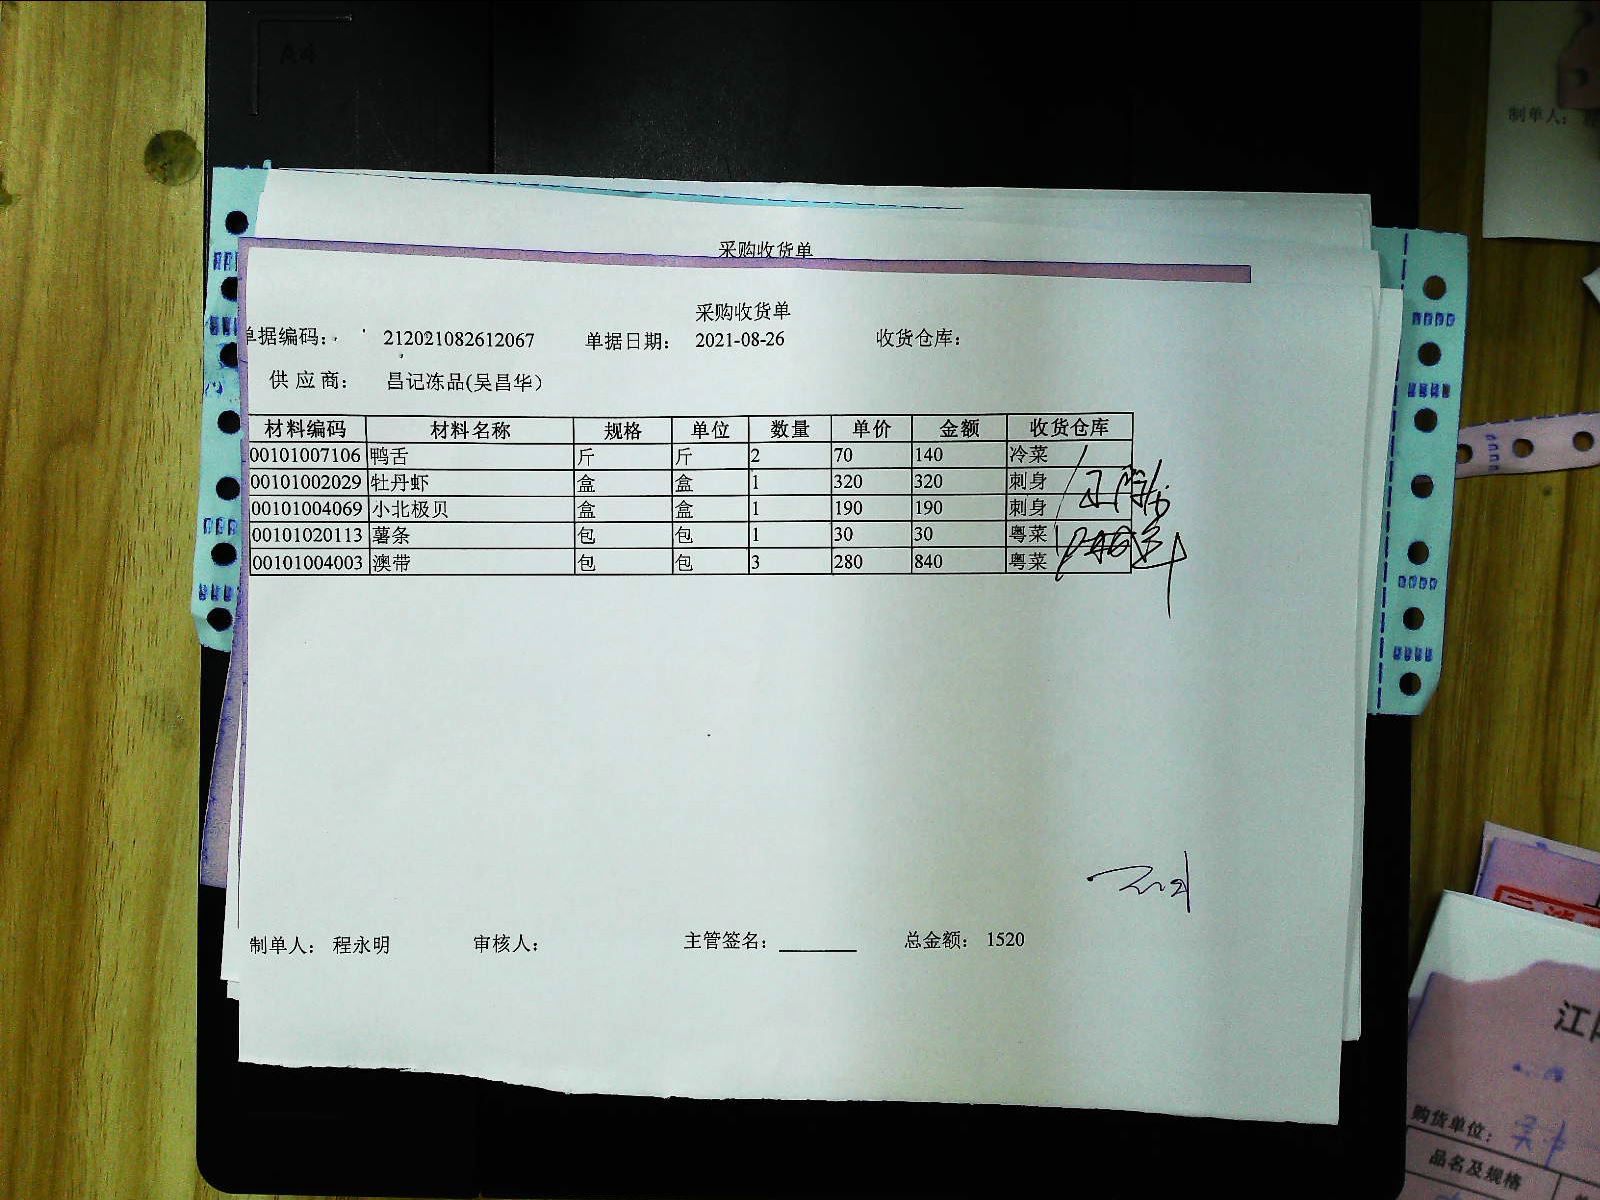 A4
制单人：
采购收货单
采购收货单
单据编码： 212021082612067 单据日期： 2021-08-26 收货仓库：
供应商： 昌记冻品(吴昌华)
材料编码 材料名称 规格 单位 数量 单价 金额 收货仓库
00101007106 鸭舌 斤 斤 2 70 140 冷菜
00101002029 牡丹虾 盒 盒 1 320 320 刺身
00101004069 小北极贝 盒 盒 1 190 190 刺身
00101020113 薯条 包 包 1 30 30 粤菜
00101004003 澳带 包 包 3 280 840 粤菜
制单人： 程永明 审核人： 主管签名： 总金额： 1520
江
购货单位：
品名及规格